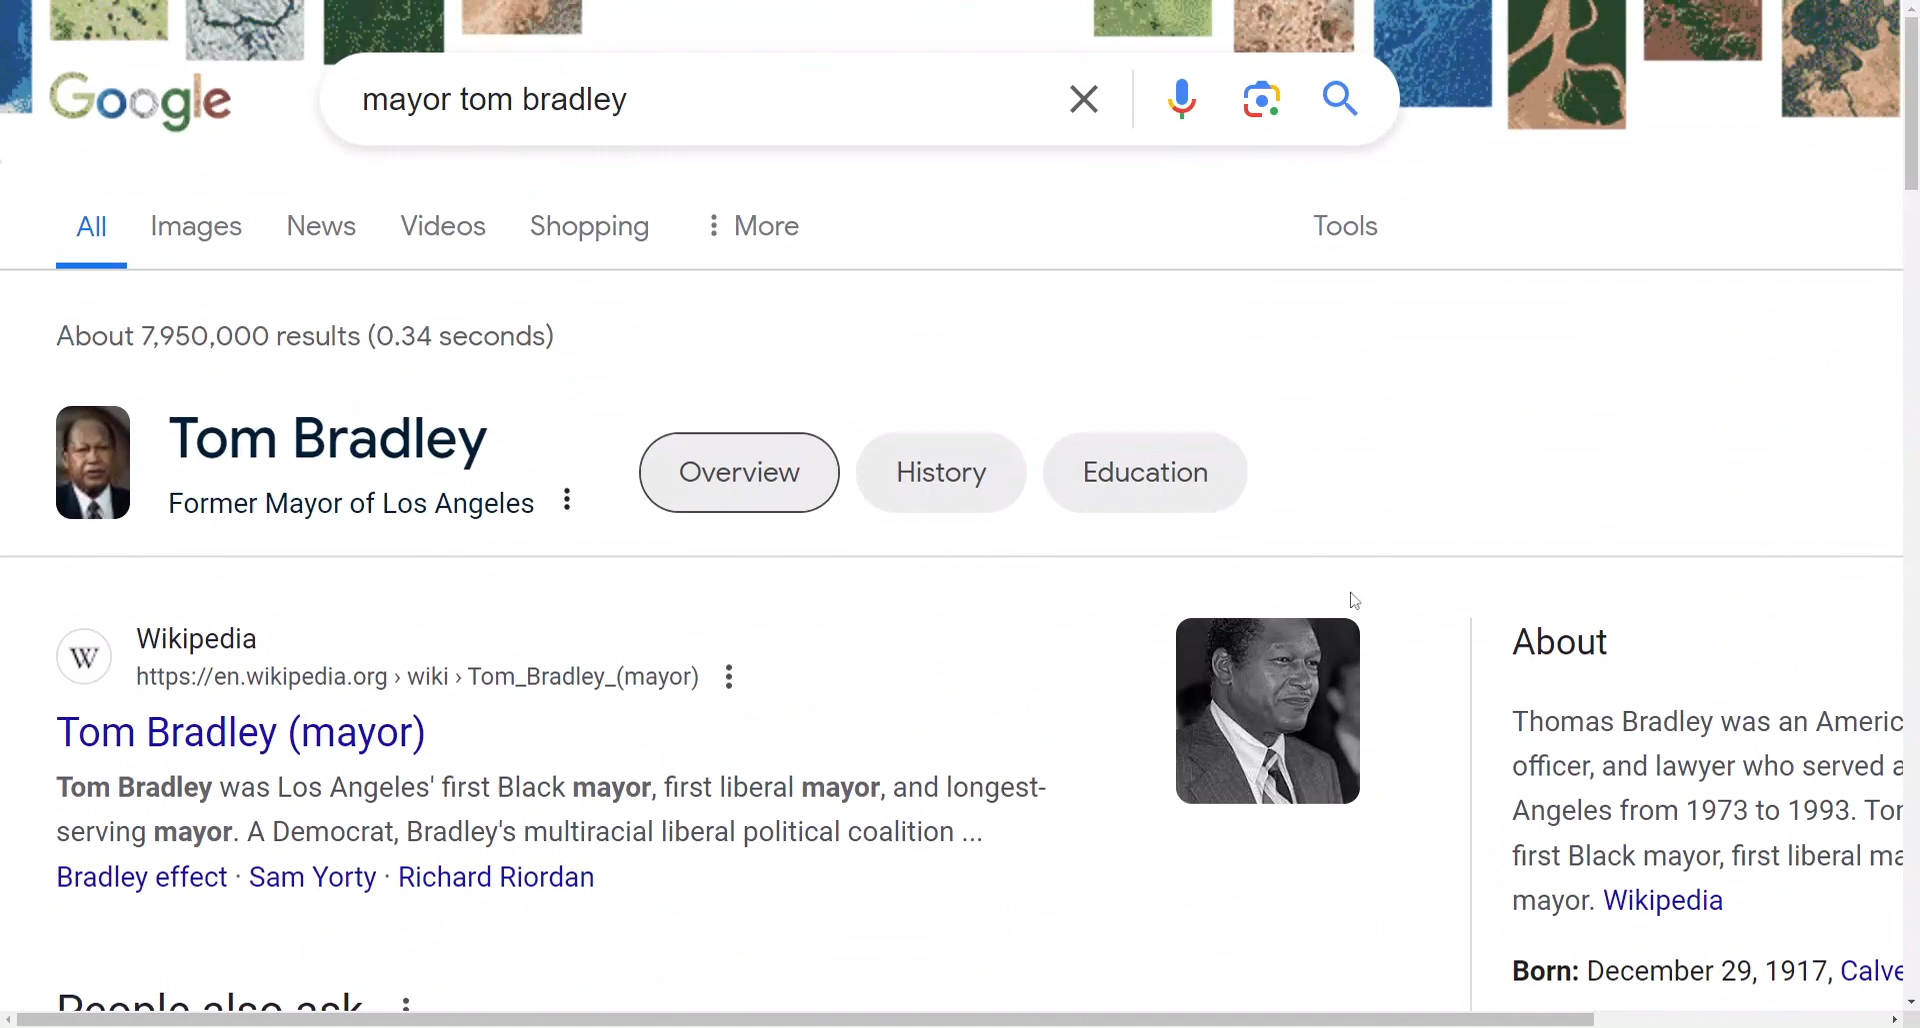 Google
mayor tom bradley
All
Images
News
Videos
Shopping
More
Tools
About 7,950,000 results (0.34 seconds)
Tom Bradley
Former Mayor of Los Angeles
Overview
History
Education
W
Wikipedia
https://en.wikipedia.org › wiki › Tom_Bradley_(mayor)
Tom Bradley (mayor)
Tom Bradley was Los Angeles' first Black mayor, first liberal mayor, and longest-
serving mayor. A Democrat, Bradley's multiracial liberal political coalition ...
Bradley effect · Sam Yorty · Richard Riordan
People also ask
About
Thomas Bradley was an Americ
officer, and lawyer who served a
Angeles from 1973 to 1993. Tor
first Black mayor, first liberal ma
mayor. Wikipedia
Born: December 29, 1917, Calve